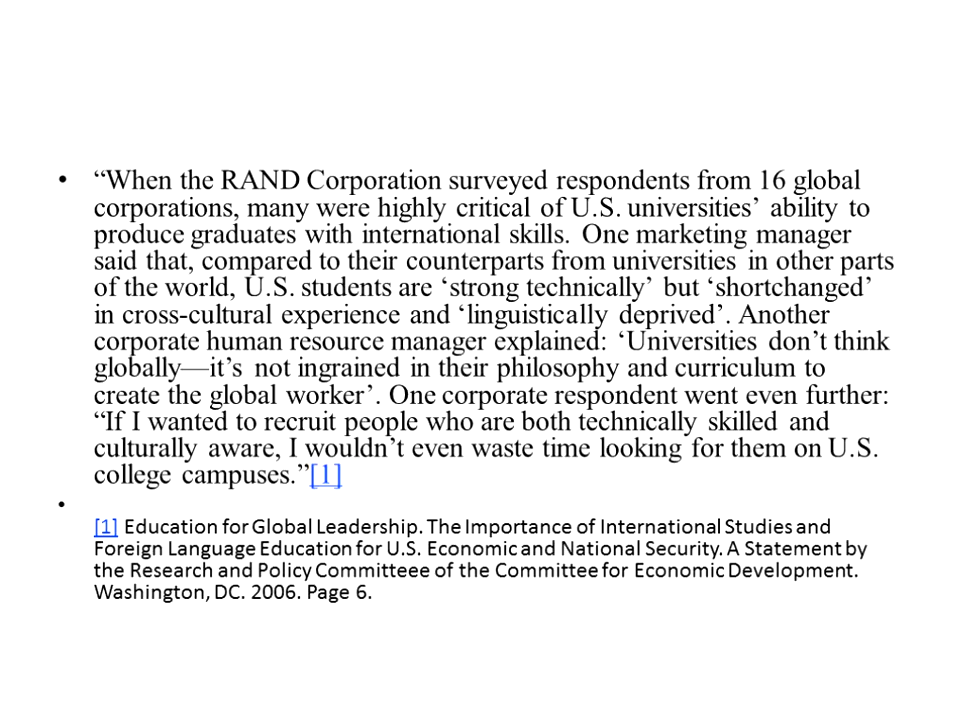 • “When the RAND Corporation surveyed respondents from 16 global
corporations, many were highly critical of U.S. universities’ ability to
produce graduates with international skills.  One marketing manager
said that, compared to their counterparts from universities in other parts
of the world, U.S. students are ‘strong technically’ but ‘shortchanged’
in cross-cultural experience and ‘linguistically deprived’. Another
corporate human resource manager explained: ‘Universities don’t think
globally—it’s not ingrained in their philosophy and curriculum to
create the global worker’. One corporate respondent went even further:
“If I wanted to recruit people who are both technically skilled and
culturally aware, I wouldn’t even waste time looking for them on U.S.
college campuses.”[1]
•
[1] Education for Global Leadership. The Importance of International Studies and
Foreign Language Education for U.S. Economic and National Security. A Statement by
the Research and Policy Committeee of the Committee for Economic Development.
Washington, DC. 2006. Page 6.